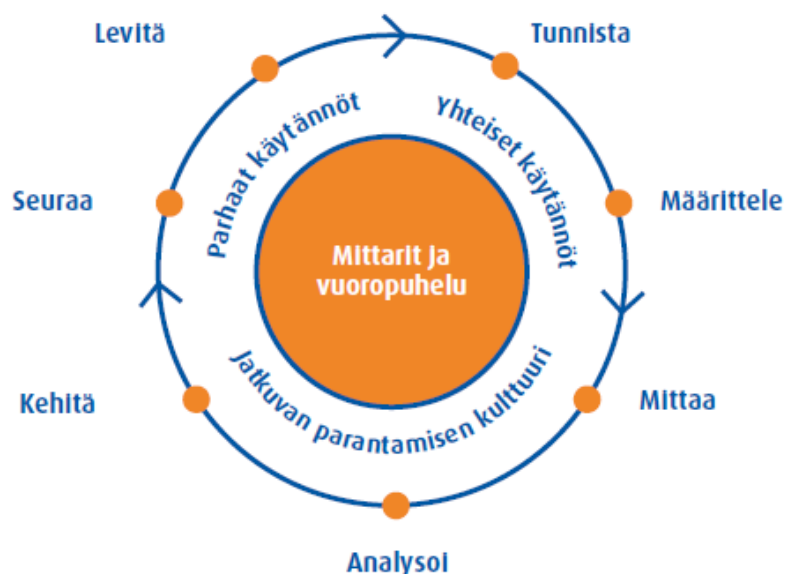 Levitä
Tunnista
Parhaat käytännöt
Yhteiset käytännöt
Seuraa
Määrittele
Mittarit ja
vuoropuhelu
Jatkuvan parantamisen kulttuuri
Kehitä
Mittaa
Analysoi